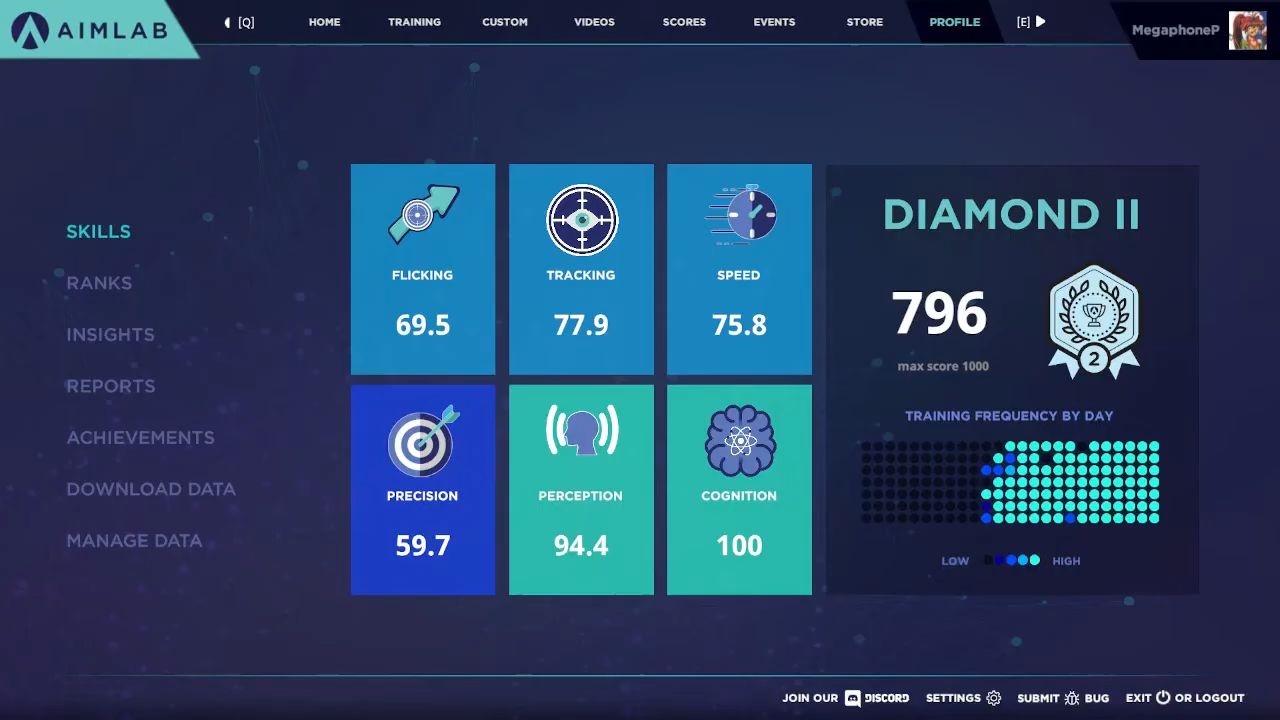 AIMLAB
[Q]
HOME
TRAINING
CUSTOM
VIDEOS
SCORES
EVENTS
STORE
PROFILE
[E]
MegaphoneP
SKILLS
RANKS
INSIGHTS
REPORTS
ACHIEVEMENTS
DOWNLOAD DATA
MANAGE DATA
FLICKING
69.5
TRACKING
77.9
SPEED
75.8
PRECISION
59.7
PERCEPTION
94.4
COGNITION
100
DIAMOND II
796
max score 1000
2
TRAINING FREQUENCY BY DAY
LOW
HIGH
JOIN OUR DISCORD
SETTINGS
SUBMIT BUG
EXIT OR LOGOUT